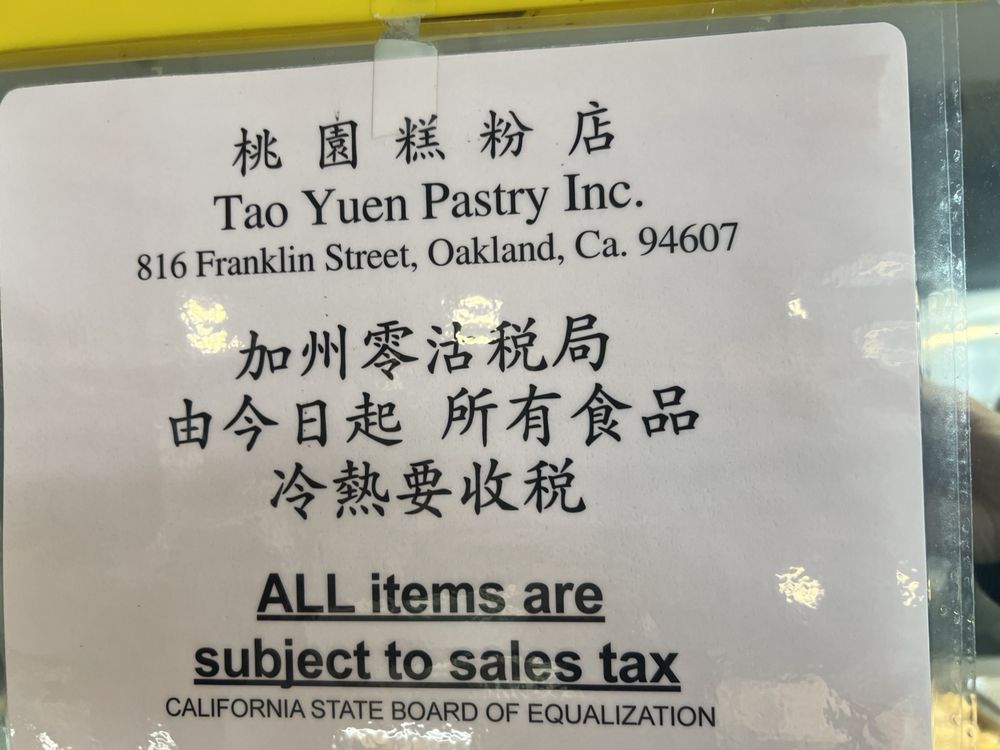 桃園糕粉店
Tao Yuen Pastry Inc.
816 Franklin Street, Oakland, Ca. 94607
加州零沽税局
由今日起 所有食品
冷熱要收税
ALL items are
subject to sales tax
CALIFORNIA STATE BOARD OF EQUALIZATION